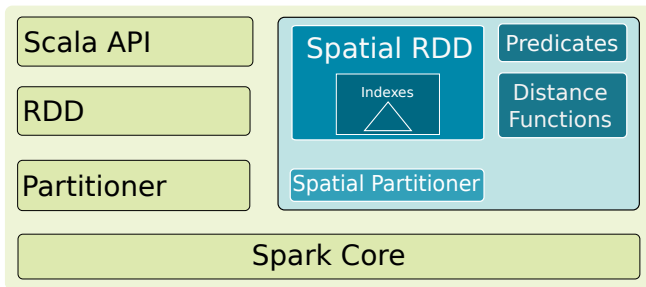 Scala API
RDD
Partitioner
Spatial RDD
Indexes
Predicates
Distance
Functions
Spatial Partitioner
Spark Core